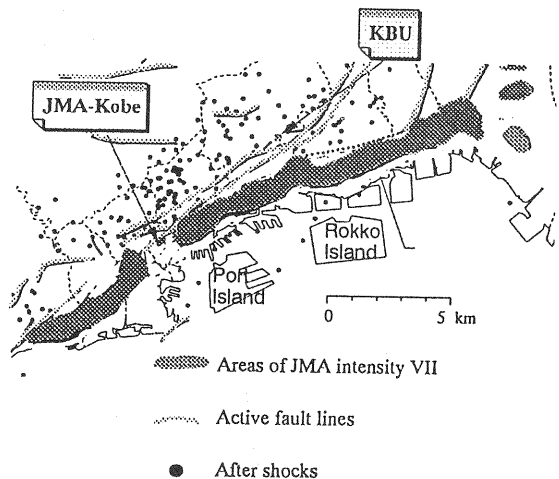 KBU
JMA-Kobe
Rokko
Island
Port
Island
0 5 km
Areas of JMA intensity VII
Active fault lines
After shocks